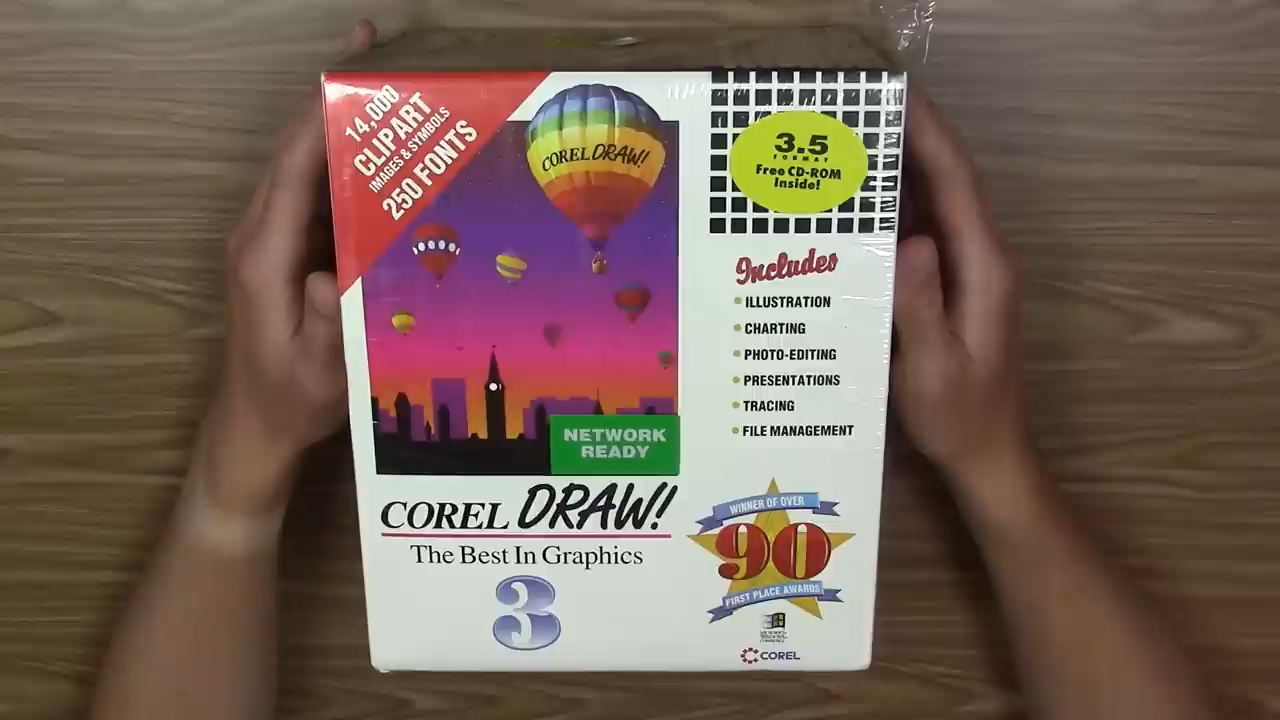 14,000
CLIPART
IMAGES & SYMBOLS
250 FONTS
COREL DRAW!
3.5
FORMAT
Free CD-ROM
Inside!
Includes
ILLUSTRATION
CHARTING
PHOTO-EDITING
PRESENTATIONS
TRACING
FILE MANAGEMENT
NETWORK
READY
COREL DRAW!
The Best In Graphics
3
WINNER OF OVER
90
FIRST PLACE AWARDS
MICROSOFT
WINDOWS
COREL